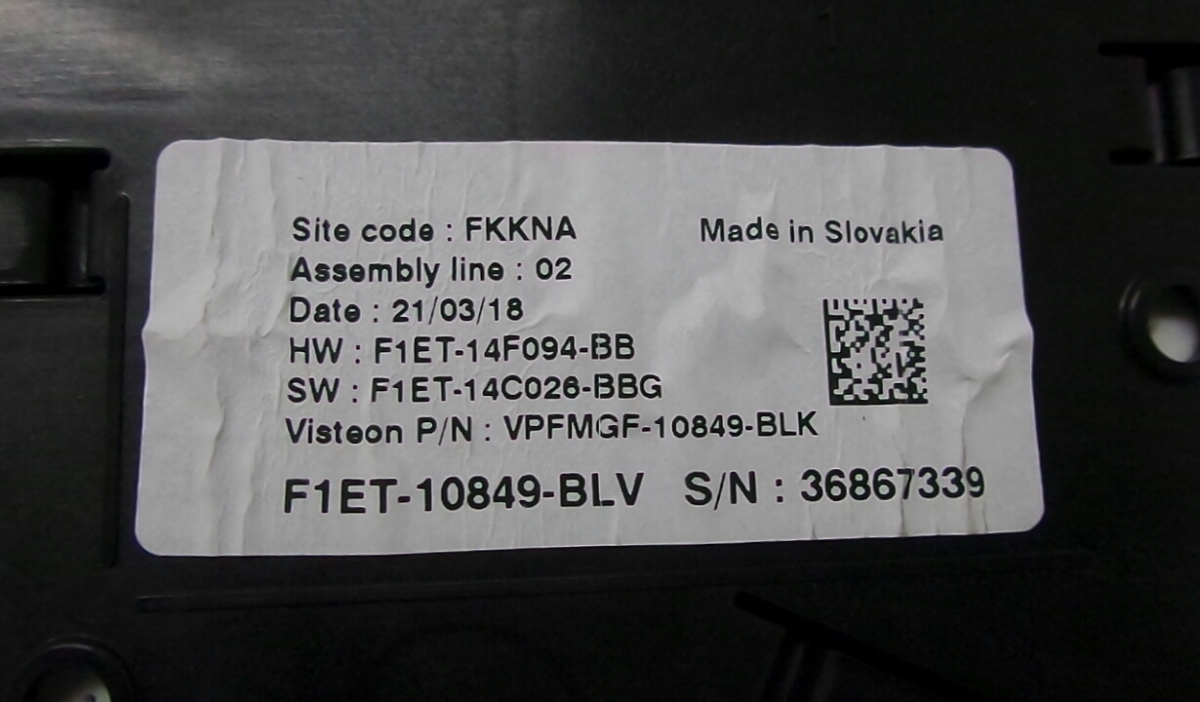 Site code : FKKNA Made in Slovakia
Assembly line : 02
Date : 21/03/18
HW : F1ET-14F094-BB
SW : F1ET-14C026-BBG
Visteon P/N : VPFMGF-10849-BLK
F1ET-10849-BLV S/N : 36867339